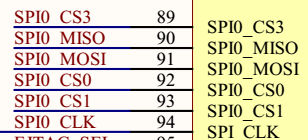 SPI0_CS3 89 SPI0_CS3
SPI0_MISO 90 SPI0_MISO
SPI0_MOSI 91 SPI0_MOSI
SPI0_CS0 92 SPI0_CS0
SPI0_CS1 93 SPI0_CS1
SPI0_CLK 94 SPI_CLK